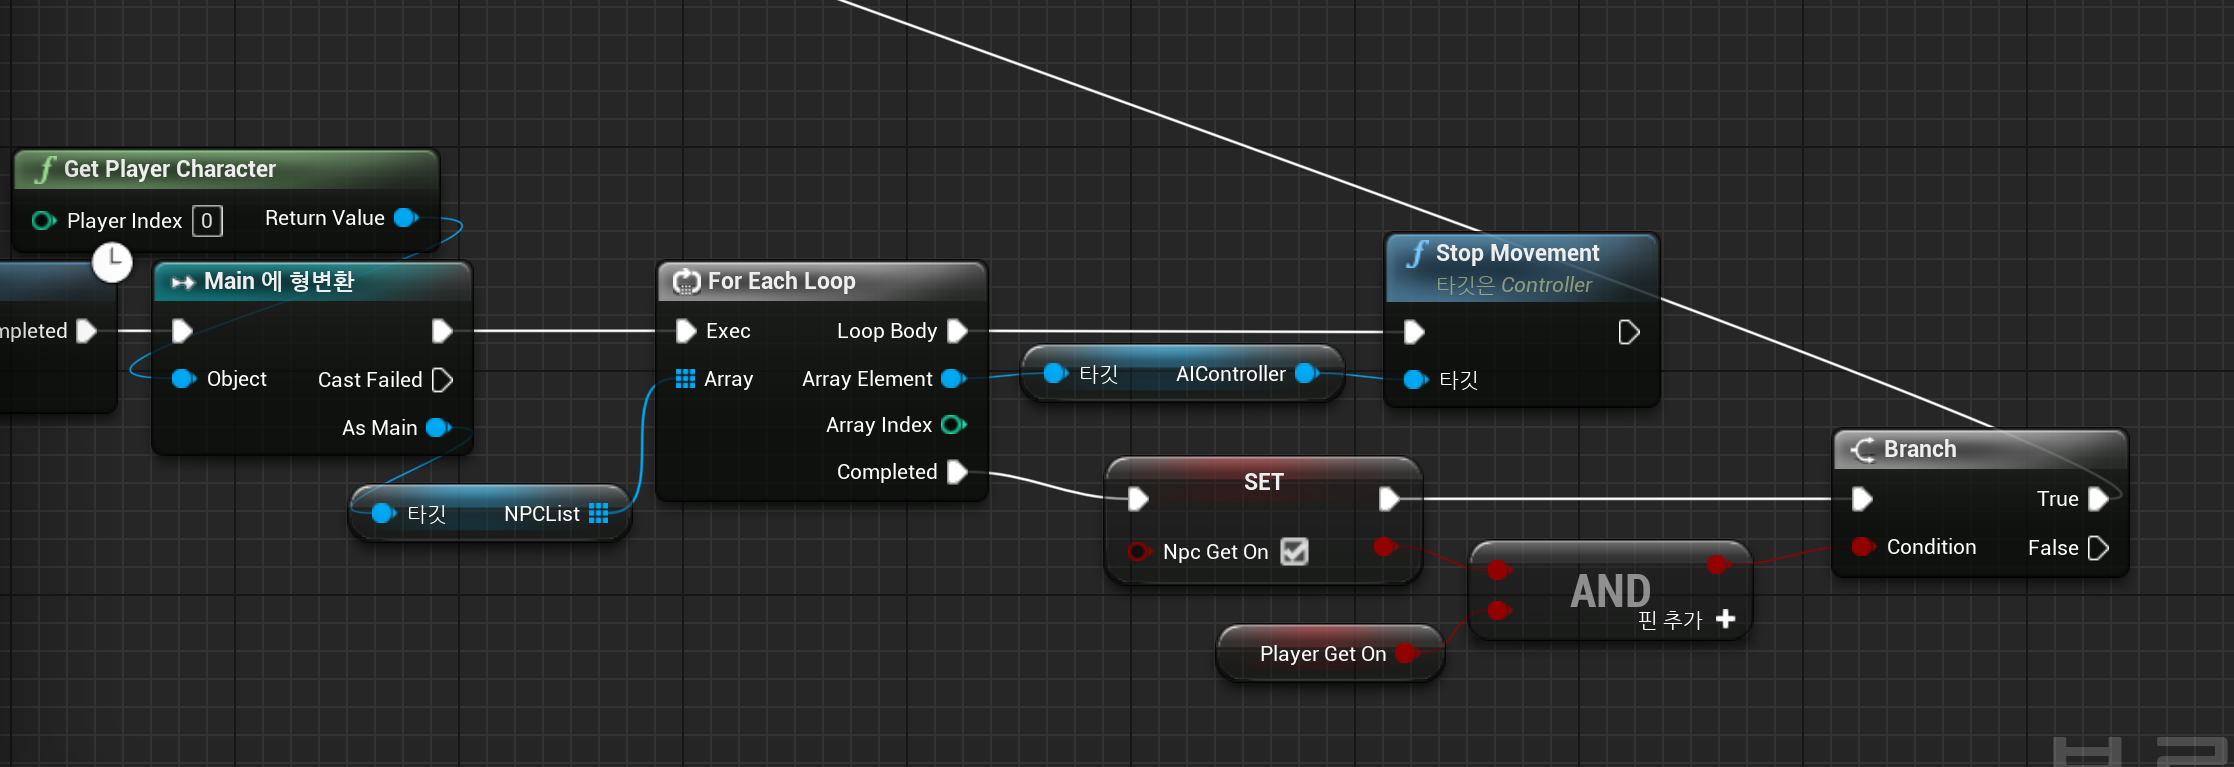 Get Player Character
Player Index 0 Return Value
mpleted
Main 에 형변환
Object Cast Failed
As Main
타깃 NPCList
For Each Loop
Exec Loop Body
Array Array Element
Array Index
Completed
타깃 AIController
Stop Movement
타깃은 Controller
타깃
SET
Npc Get On
Player Get On
AND
핀 추가
Branch
True
Condition False